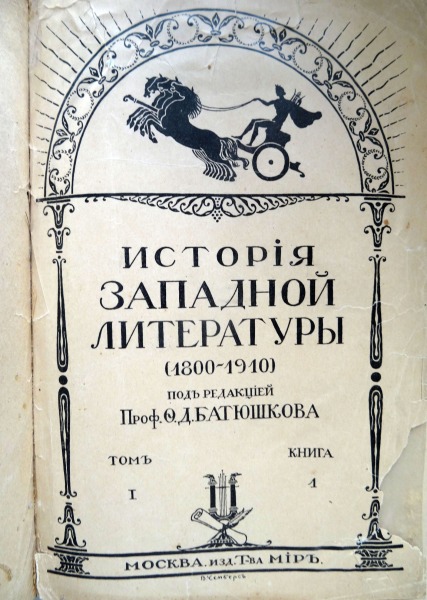 ИСТОРІЯ
ЗАПАДНОЙ
ЛИТЕРАТУРЫ
(1800-1910)
ПОДЪ РЕДАКЦІЕЙ
Проф. Ѳ. Д. БАТЮШКОВА
ТОМЪ
I
КНИГА
1
МОСКВА. ИЗД. Т-ва МІРЪ.